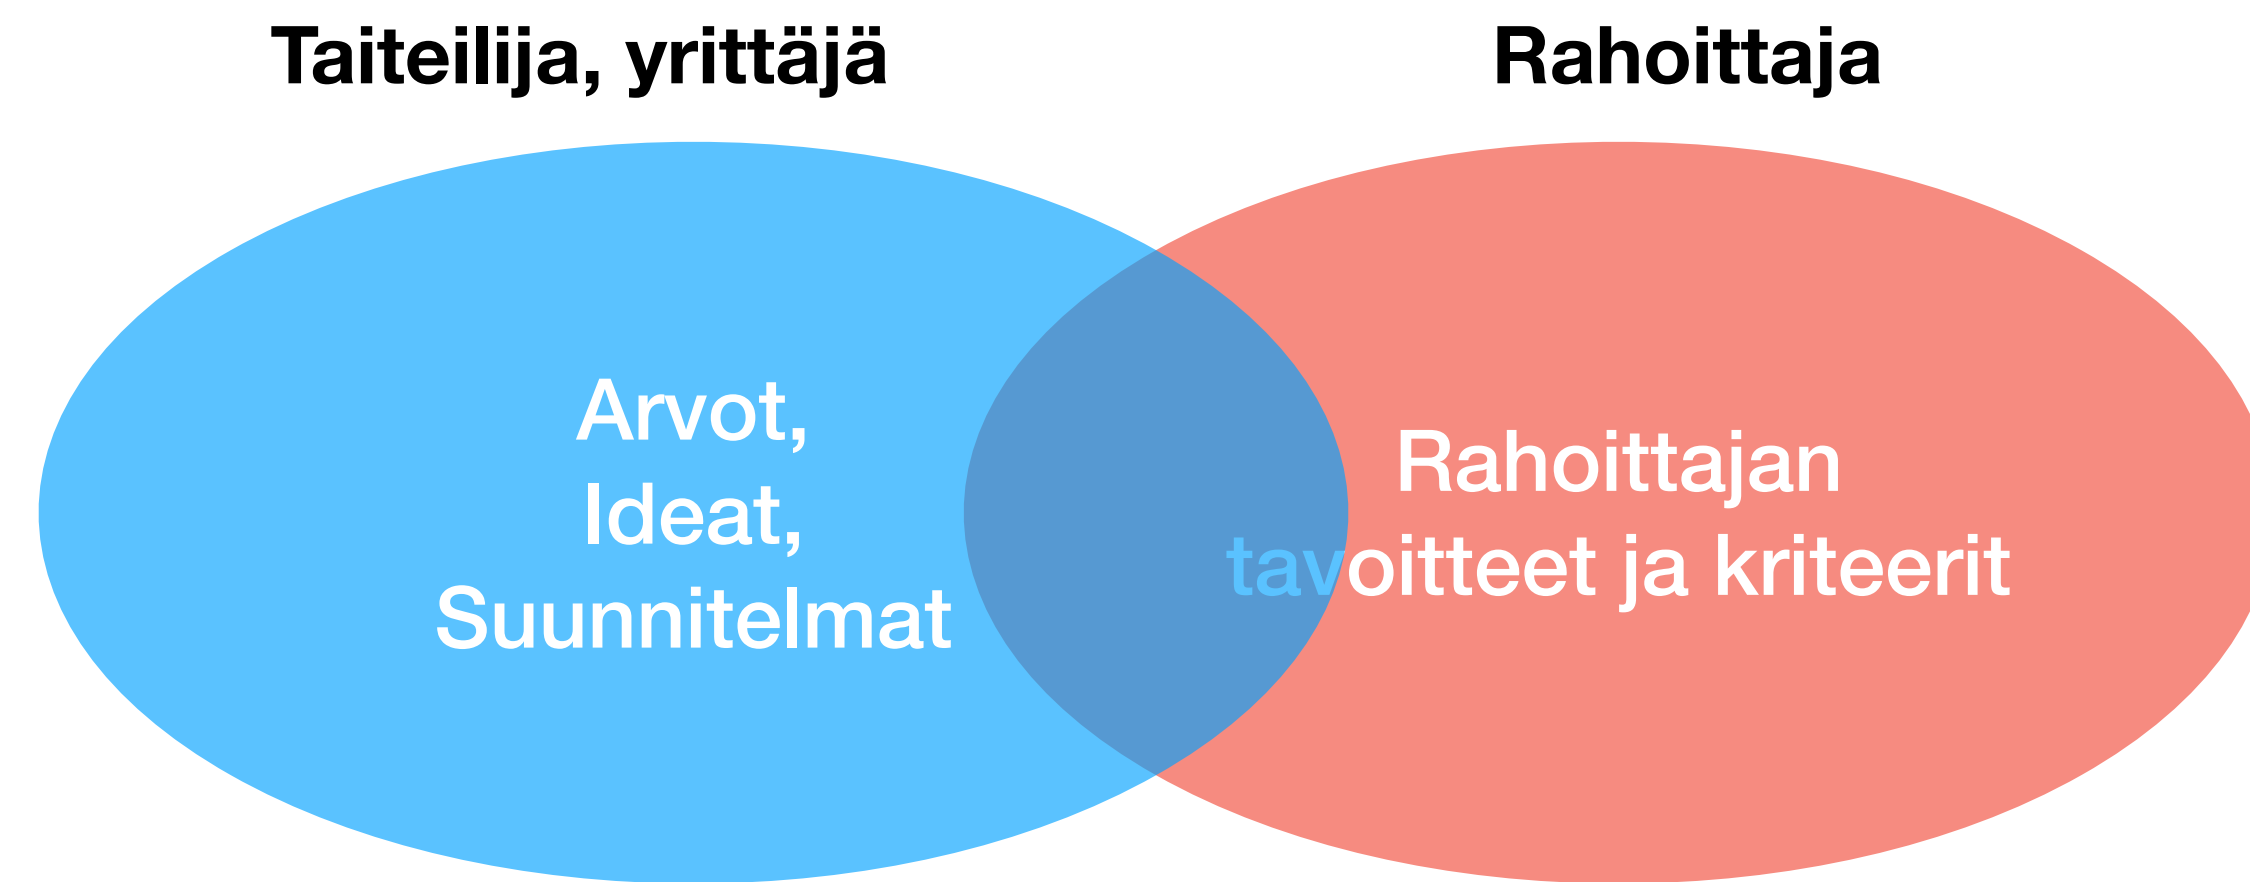 Taiteilija, yrittäjä
Rahoittaja
Arvot,
Ideat,
Suunnitelmat
Rahoittajan
tavoitteet ja kriteerit